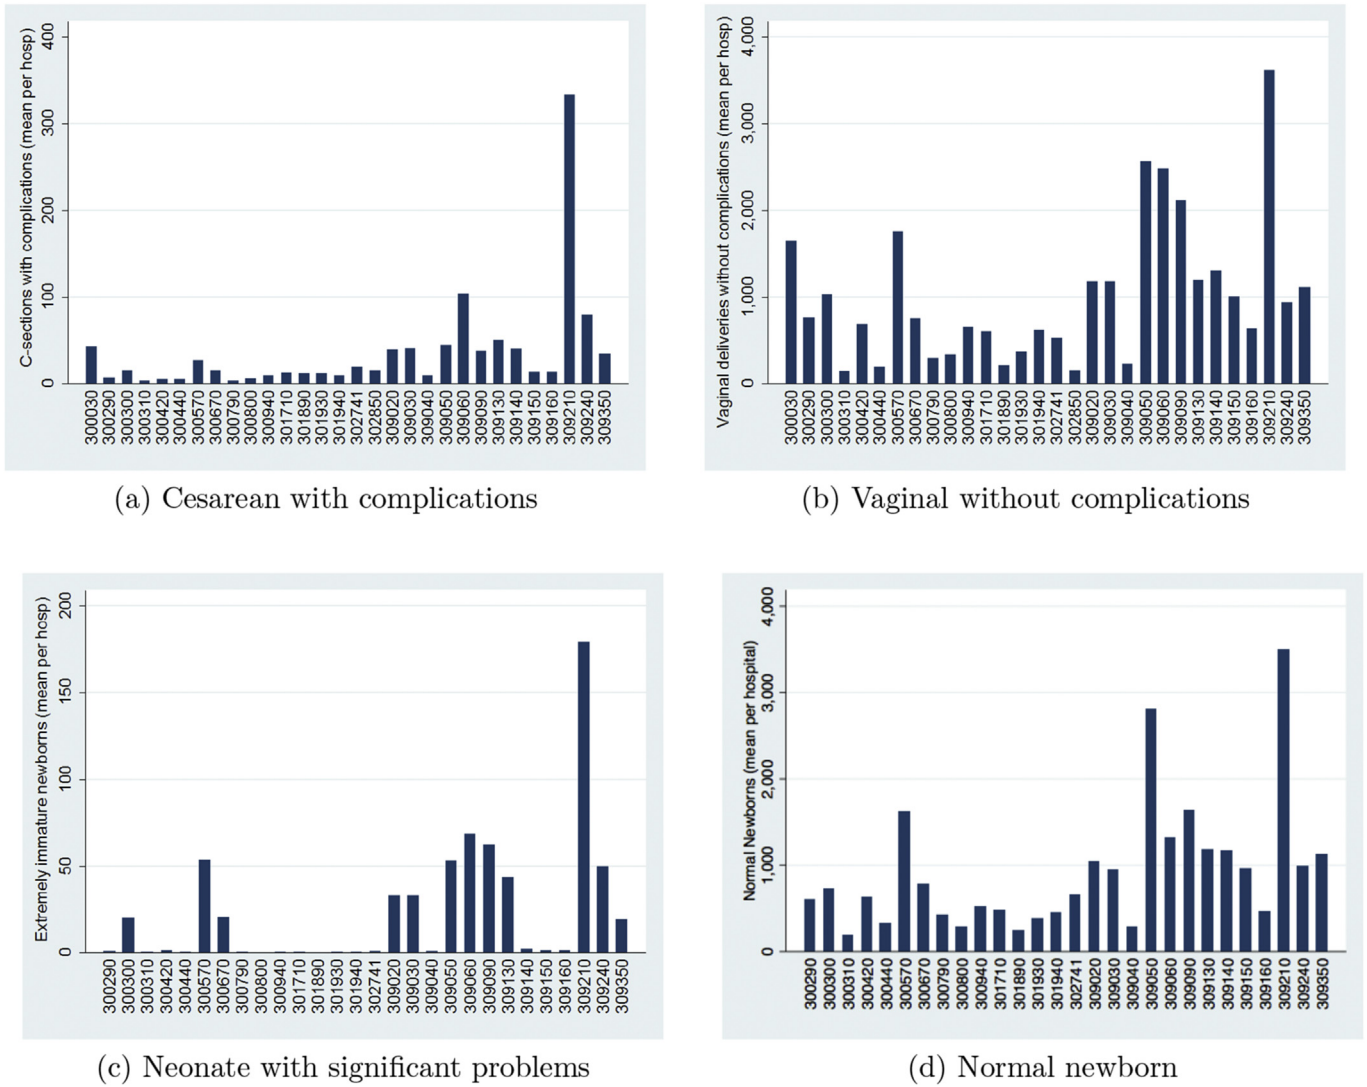 C-sections with complications (mean per hosp)
400
300
200
100
0
300030 300290 300300 300310 300420 300440 300570 300670 300790 300800 300940 301710 301890 301930 301940 302741 302850 309020 309030 309040 309050 309060 309090 309130 309140 309150 309160 309210 309240 309350
(a) Cesarean with complications
Vaginal deliveries without complications (mean per hosp)
4,000
3,000
2,000
1,000
0
300030 300290 300300 300310 300420 300440 300570 300670 300790 300800 300940 301710 301890 301930 301940 302741 302850 309020 309030 309040 309050 309060 309090 309130 309140 309150 309160 309210 309240 309350
(b) Vaginal without complications
Extremely immature newborns (mean per hosp)
200
150
100
50
0
300290 300300 300310 300420 300440 300570 300670 300790 300800 300940 301710 301890 301930 301940 302741 309020 309030 309040 309050 309060 309090 309130 309140 309150 309160 309210 309240 309350
(c) Neonate with significant problems
Normal Newborns (mean per hospital)
4,000
3,000
2,000
1,000
0
300290 300300 300310 300420 300440 300570 300670 300790 300800 300940 301710 301890 301930 301940 302741 309020 309030 309040 309050 309060 309090 309130 309140 309150 309160 309210 309240 309350
(d) Normal newborn